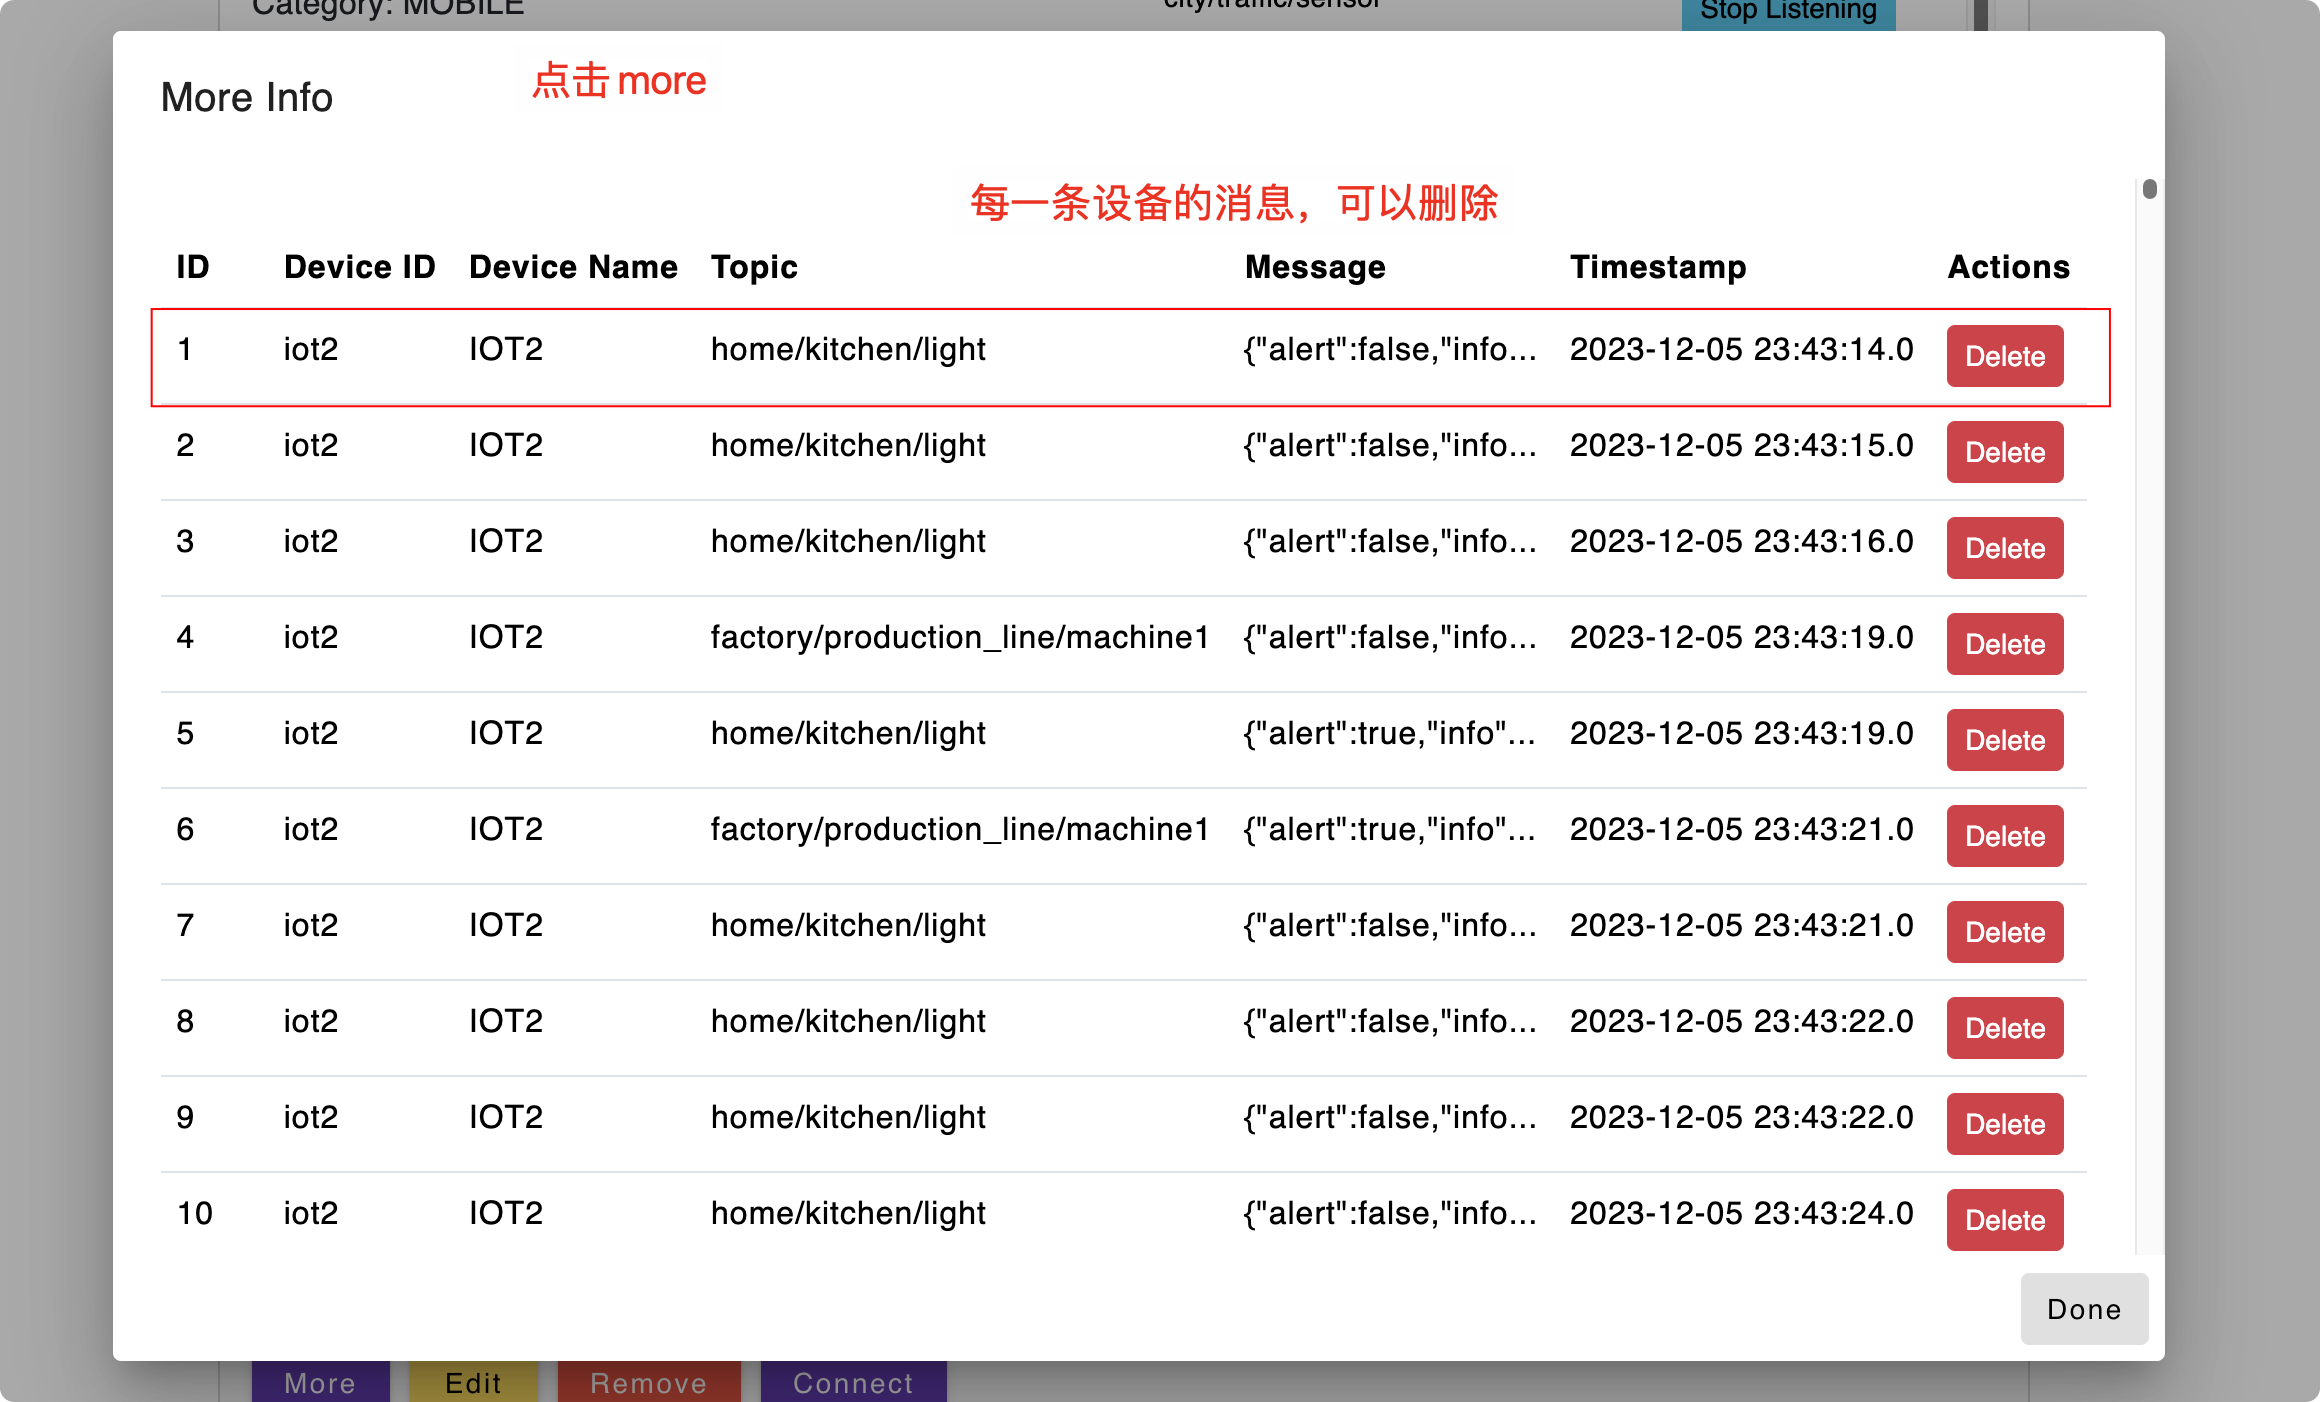 Category: MOBILE
city/traffic/sensor
Stop Listening
More Info
点击 more
每一条设备的消息，可以删除
ID Device ID Device Name Topic Message Timestamp Actions
1 iot2 IOT2 home/kitchen/light {"alert":false,"info... 2023-12-05 23:43:14.0 Delete
2 iot2 IOT2 home/kitchen/light {"alert":false,"info... 2023-12-05 23:43:15.0 Delete
3 iot2 IOT2 home/kitchen/light {"alert":false,"info... 2023-12-05 23:43:16.0 Delete
4 iot2 IOT2 factory/production_line/machine1 {"alert":false,"info... 2023-12-05 23:43:19.0 Delete
5 iot2 IOT2 home/kitchen/light {"alert":true,"info"... 2023-12-05 23:43:19.0 Delete
6 iot2 IOT2 factory/production_line/machine1 {"alert":true,"info"... 2023-12-05 23:43:21.0 Delete
7 iot2 IOT2 home/kitchen/light {"alert":false,"info... 2023-12-05 23:43:21.0 Delete
8 iot2 IOT2 home/kitchen/light {"alert":false,"info... 2023-12-05 23:43:22.0 Delete
9 iot2 IOT2 home/kitchen/light {"alert":false,"info... 2023-12-05 23:43:22.0 Delete
10 iot2 IOT2 home/kitchen/light {"alert":false,"info... 2023-12-05 23:43:24.0 Delete
Done
More Edit Remove Connect